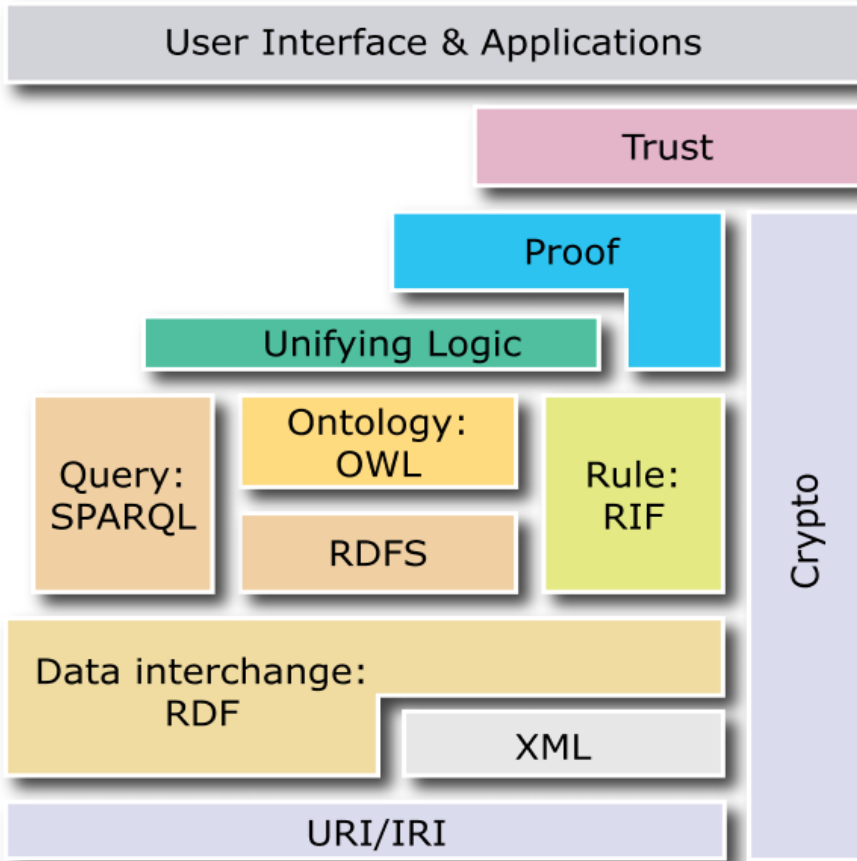 User Interface & Applications
Trust
Proof
Unifying Logic
Query:
SPARQL
Ontology:
OWL
RDFS
Rule:
RIF
Crypto
Data interchange:
RDF
XML
URI/IRI